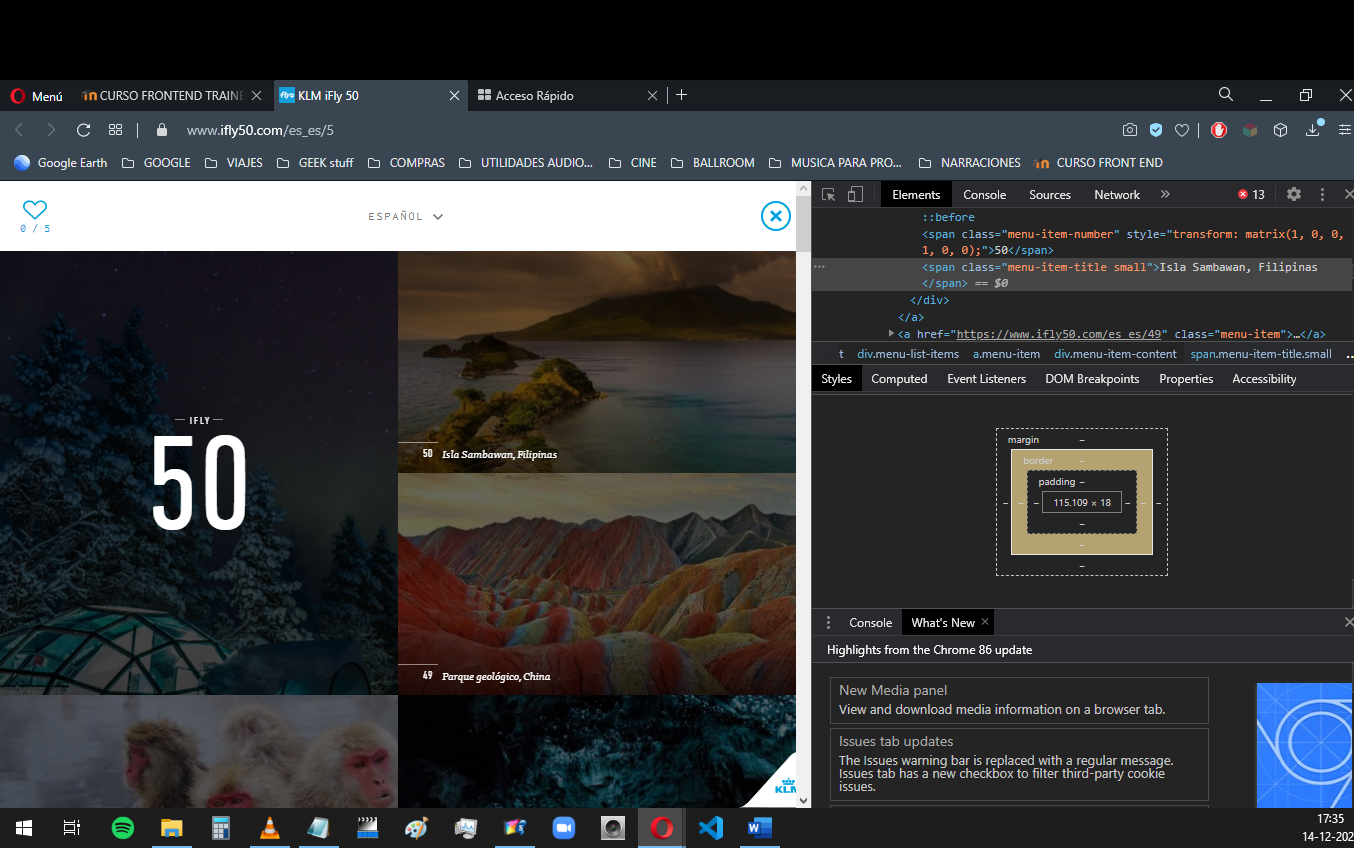 Menú
CURSO FRONTEND TRAINE
KLM iFly 50
Acceso Rápido
www.ifly50.com/es_es/5
Google Earth
GOOGLE
VIAJES
GEEK stuff
COMPRAS
UTILIDADES AUDIO...
CINE
BALLROOM
MUSICA PARA PRO...
NARRACIONES
CURSO FRONT END
0 / 5
ESPAÑOL
IFLY
50
50 Isla Sambawan, Filipinas
49 Parque geológico, China
KLM
Elements Console Sources Network » 13
::before
<span class="menu-item-number" style="transform: matrix(1, 0, 0,
1, 0, 0);">50</span>
<span class="menu-item-title small">Isla Sambawan, Filipinas
</span> == $0
</div>
</a>
<a href="https://www.ifly50.com/es_es/49" class="menu-item">…</a>
t div.menu-list-items a.menu-item div.menu-item-content span.menu-item-title.small ..
Styles Computed Event Listeners DOM Breakpoints Properties Accessibility
margin –
border –
padding –
– – – 115.109 × 18 – – –
–
–
–
Console What's New
Highlights from the Chrome 86 update
New Media panel
View and download media information on a browser tab.
Issues tab updates
The Issues warning bar is replaced with a regular message.
Issues tab has a new checkbox to filter third-party cookie
issues.
17:35
14-12-202